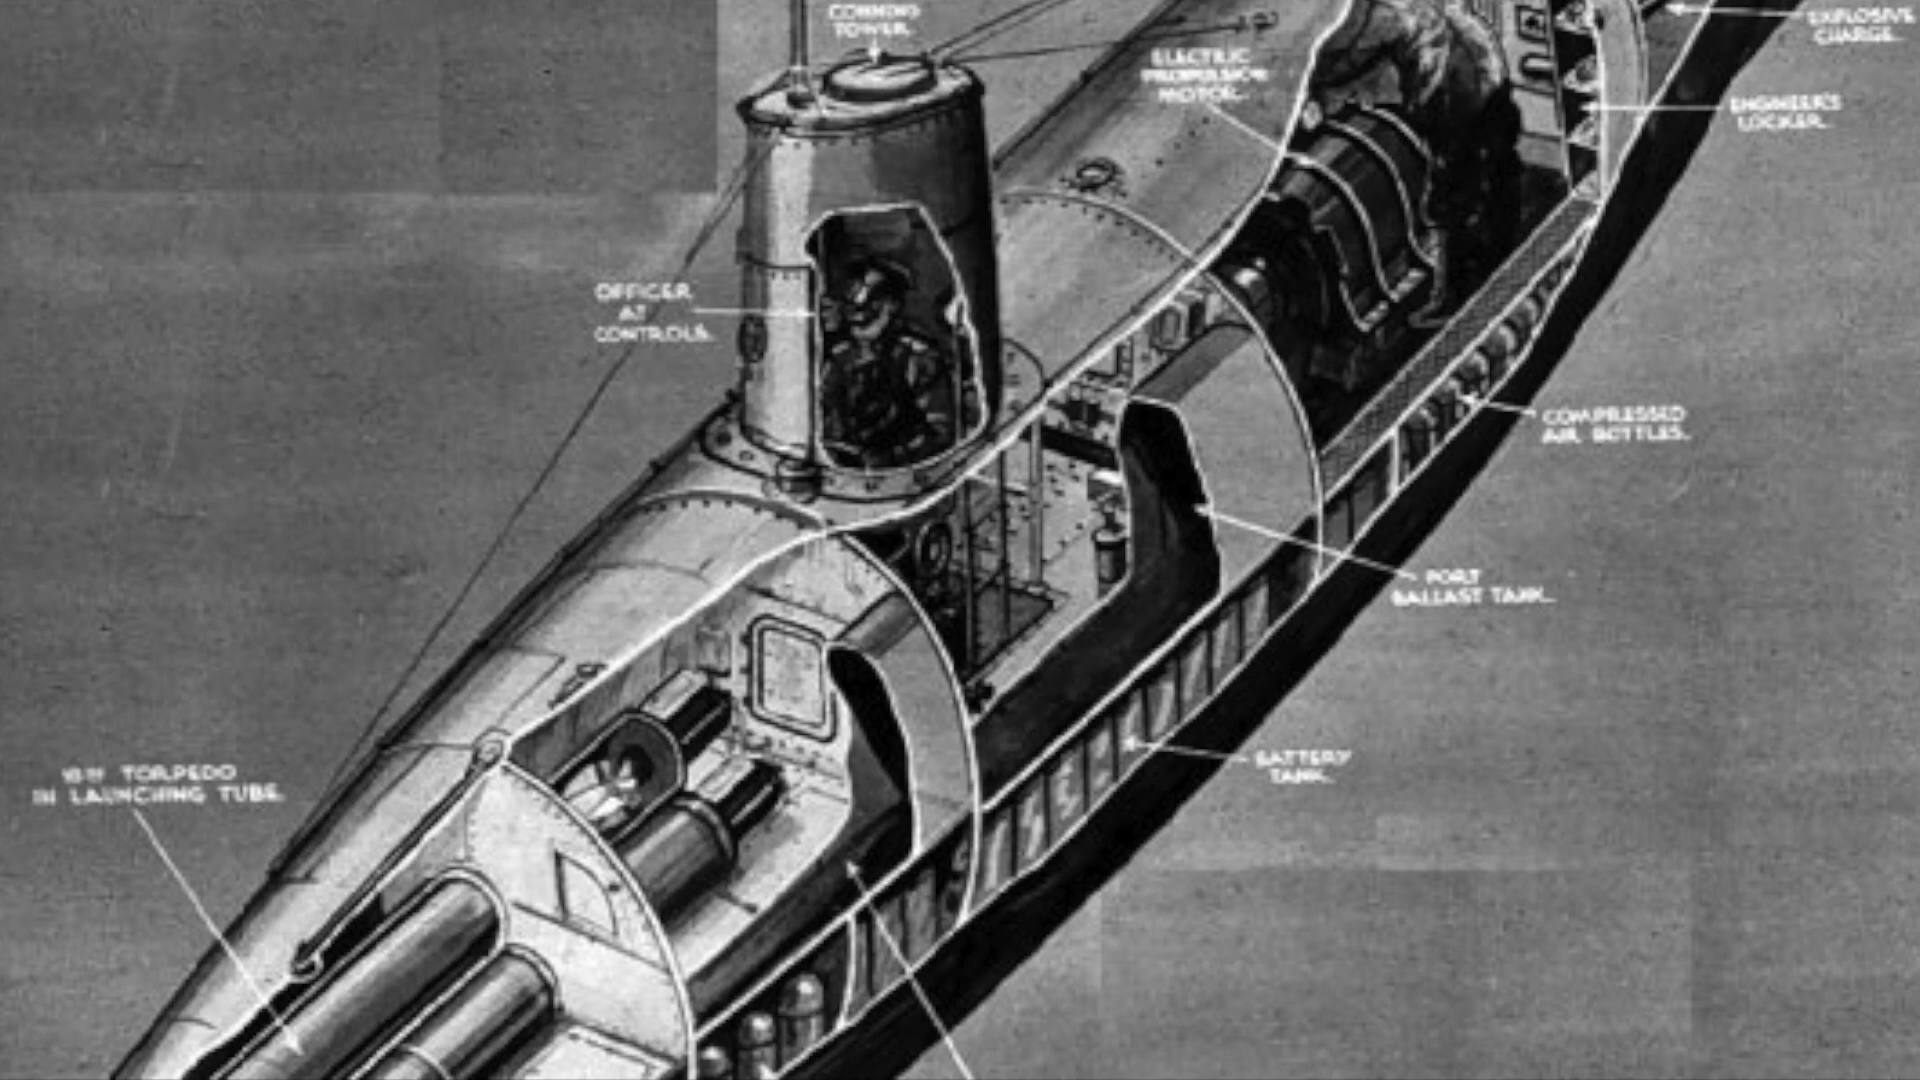 CONNING
TOWER.
ELECTRIC
PROPULSION
MOTOR.
EXPLOSIVE
CHARGE.
ENGINEER'S
LOCKER.
OFFICER
AT
CONTROLS.
COMPRESSED
AIR BOTTLES.
PORT
BALLAST TANK.
BATTERY
TANK.
TORPEDO
IN LAUNCHING TUBE.